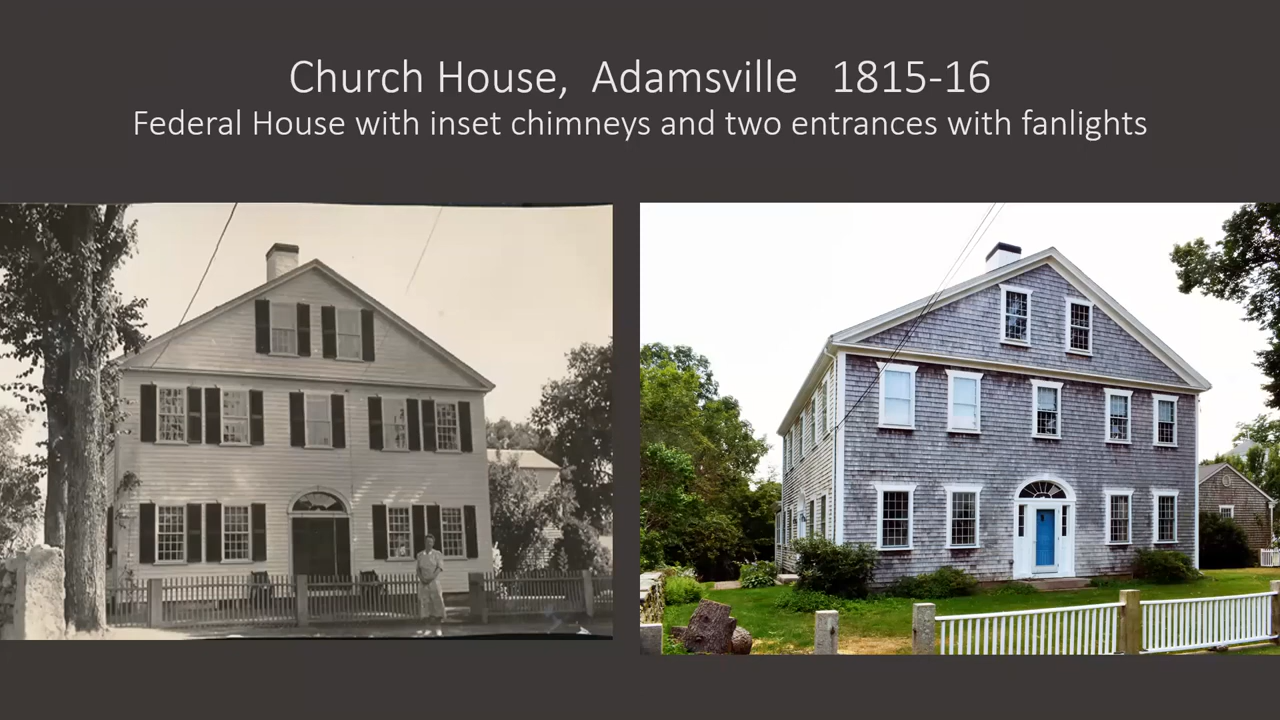 Church House, Adamsville 1815-16
Federal House with inset chimneys and two entrances with fanlights